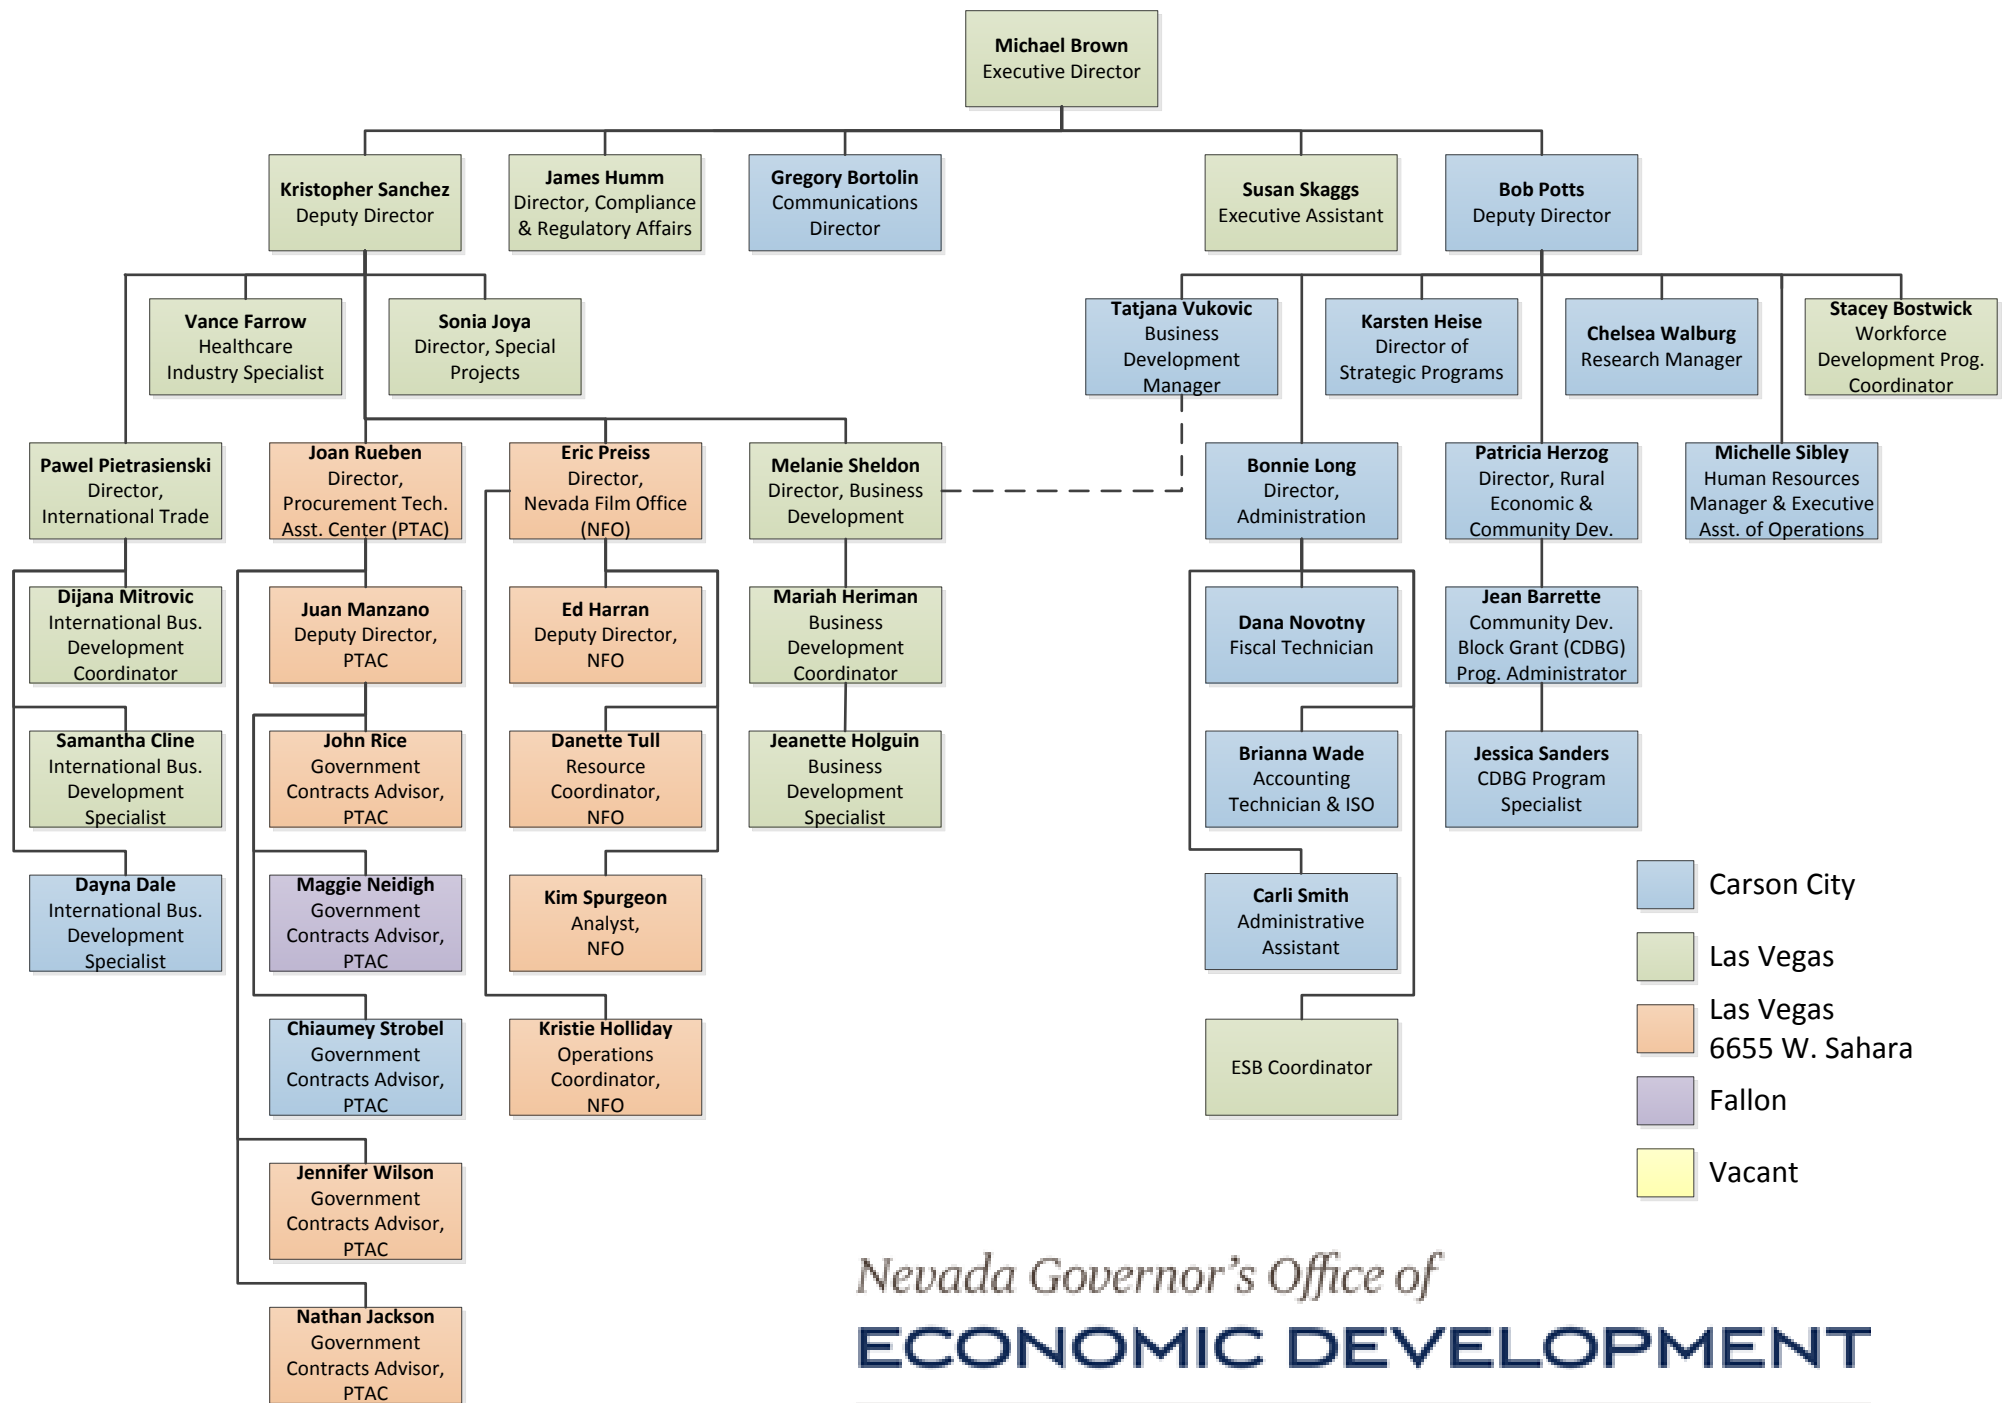 Michael Brown
Executive Director
Kristopher Sanchez
Deputy Director
James Humm
Director, Compliance
& Regulatory Affairs
Gregory Bortolin
Communications
Director
Susan Skaggs
Executive Assistant
Bob Potts
Deputy Director
Vance Farrow
Healthcare
Industry Specialist
Sonia Joya
Director, Special
Projects
Tatjana Vukovic
Business
Development
Manager
Karsten Heise
Director of
Strategic Programs
Chelsea Walburg
Research Manager
Stacey Bostwick
Workforce
Development Prog.
Coordinator
Pawel Pietrasienski
Director,
International Trade
Joan Rueben
Director,
Procurement Tech.
Asst. Center (PTAC)
Eric Preiss
Director,
Nevada Film Office
(NFO)
Melanie Sheldon
Director, Business
Development
Bonnie Long
Director,
Administration
Patricia Herzog
Director, Rural
Economic &
Community Dev.
Michelle Sibley
Human Resources
Manager & Executive
Asst. of Operations
Dijana Mitrovic
International Bus.
Development
Coordinator
Juan Manzano
Deputy Director,
PTAC
Ed Harran
Deputy Director,
NFO
Mariah Heriman
Business
Development
Coordinator
Dana Novotny
Fiscal Technician
Jean Barrette
Community Dev.
Block Grant (CDBG)
Prog. Administrator
Samantha Cline
International Bus.
Development
Specialist
John Rice
Government
Contracts Advisor,
PTAC
Danette Tull
Resource
Coordinator,
NFO
Jeanette Holguin
Business
Development
Specialist
Brianna Wade
Accounting
Technician & ISO
Jessica Sanders
CDBG Program
Specialist
Dayna Dale
International Bus.
Development
Specialist
Maggie Neidigh
Government
Contracts Advisor,
PTAC
Kim Spurgeon
Analyst,
NFO
Carli Smith
Administrative
Assistant
Chiaumey Strobel
Government
Contracts Advisor,
PTAC
Kristie Holliday
Operations
Coordinator,
NFO
ESB Coordinator
Jennifer Wilson
Government
Contracts Advisor,
PTAC
Nathan Jackson
Government
Contracts Advisor,
PTAC
Carson City
Las Vegas
Las Vegas
6655 W. Sahara
Fallon
Vacant
Nevada Governor's Office of
ECONOMIC DEVELOPMENT